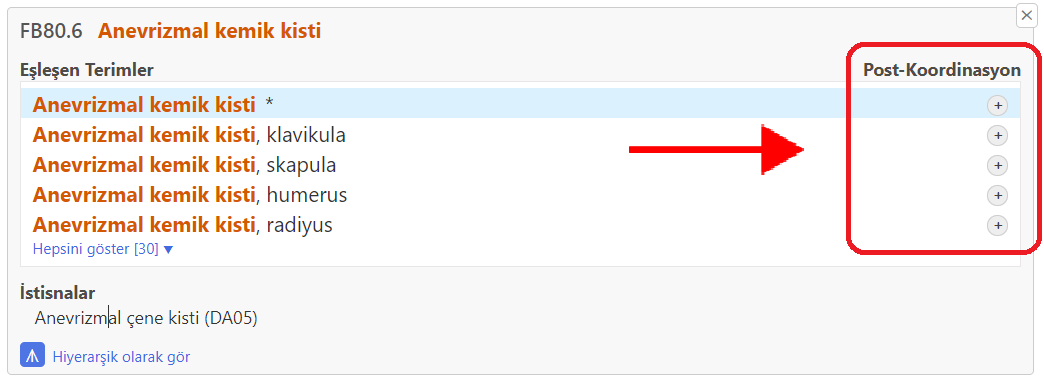 FB80.6 Anevrizmal kemik kisti
Eşleşen Terimler Post-Koordinasyon
Anevrizmal kemik kisti *
Anevrizmal kemik kisti, klavikula
Anevrizmal kemik kisti, skapula
Anevrizmal kemik kisti, humerus
Anevrizmal kemik kisti, radiyus
Hepsini göster [30] ▼
İstisnalar
Anevrizmal çene kisti (DA05)
Hiyerarşik olarak gör